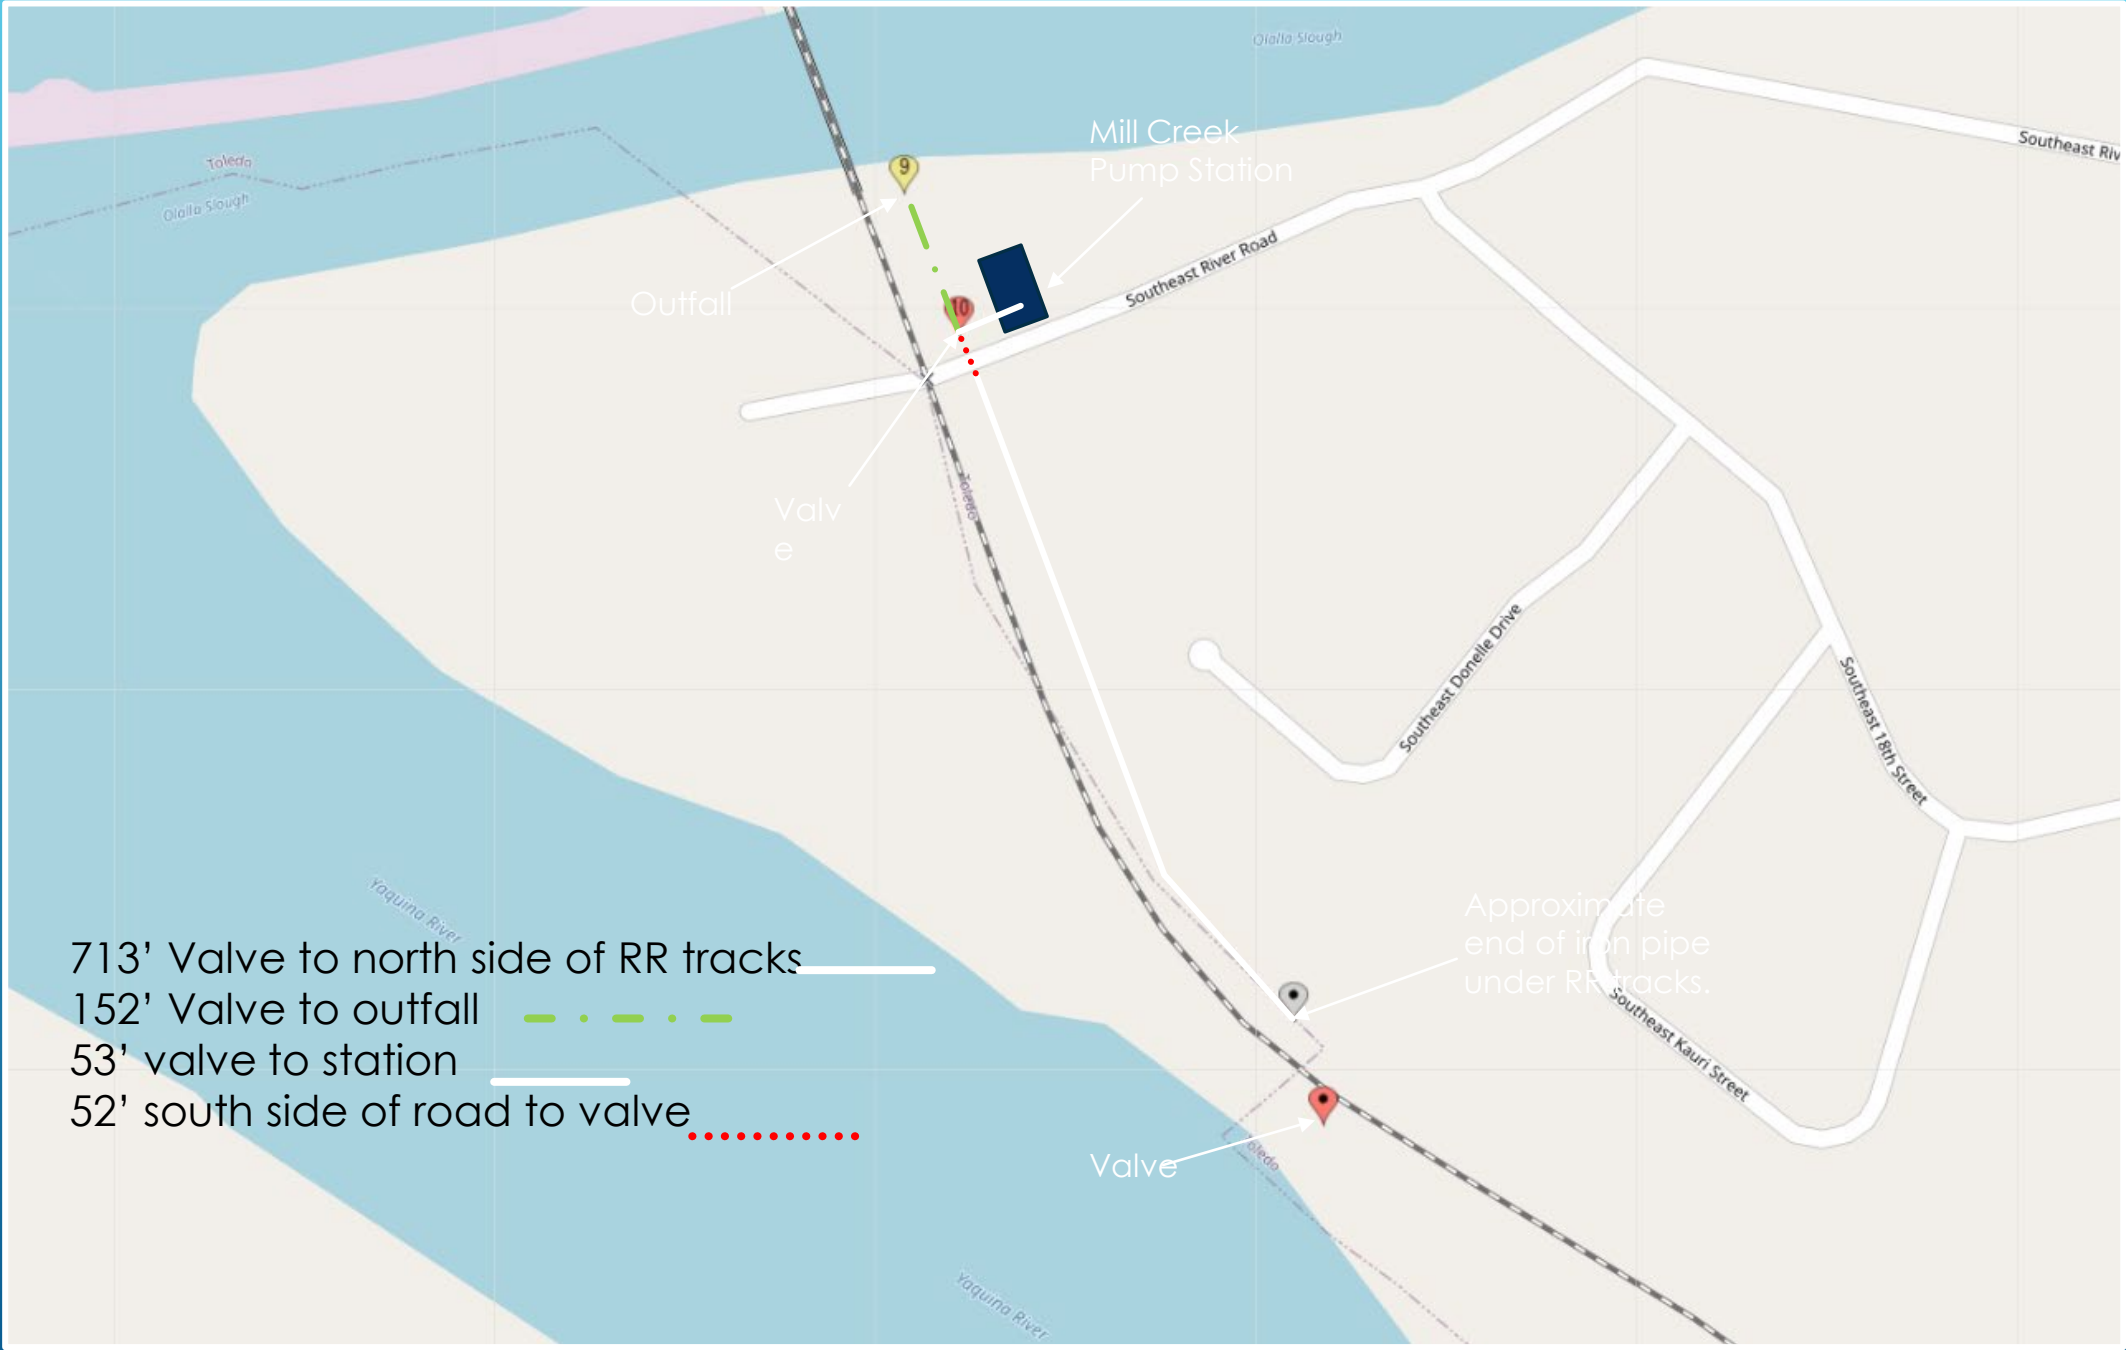 Olalla Slough
Mill Creek
Pump Station
Southeast Riv
Toledo
Olalla Slough
9
Southeast River Road
Outfall
10
Toledo
Valv
e
Southeast Donelle Drive
Southeast 18th Street
Yaquina River
Approximate
end of iron pipe
under RR tracks.
713’ Valve to north side of RR tracks
152’ Valve to outfall
53’ valve to station
52’ south side of road to valve
Southeast Kauri Street
Valve
Toledo
Yaquina River